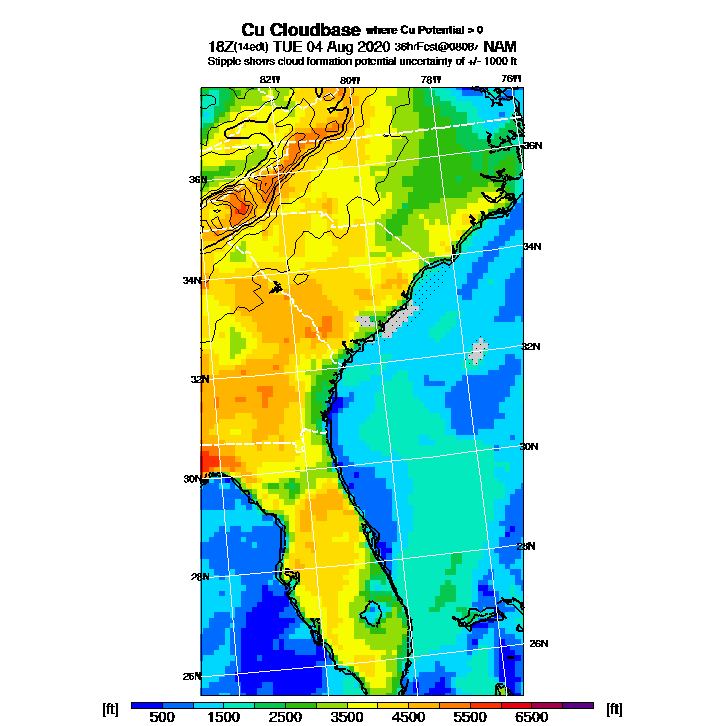 Cu Cloudbase where Cu Potential > 0
18Z(14edt) TUE 04 Aug 2020 36hrFcst@0808z NAM
Stipple shows cloud formation potential uncertainty of +/- 1000 ft
82W 80W 78W 76W
36N
36N
34N
34N
32N
32N
30N
30N
28N
28N
26N
26N
[ft] 500 1500 2500 3500 4500 5500 6500 [ft]